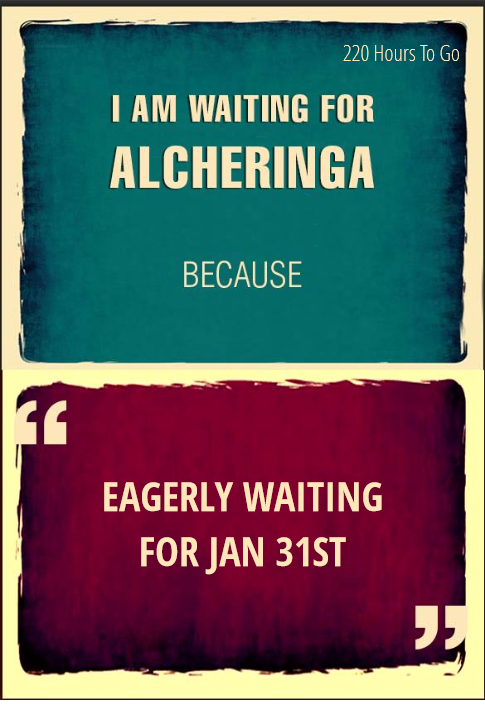 220 Hours To Go
I AM WAITING FOR
ALCHERINGA
BECAUSE
“
EAGERLY WAITING
FOR JAN 31ST
”